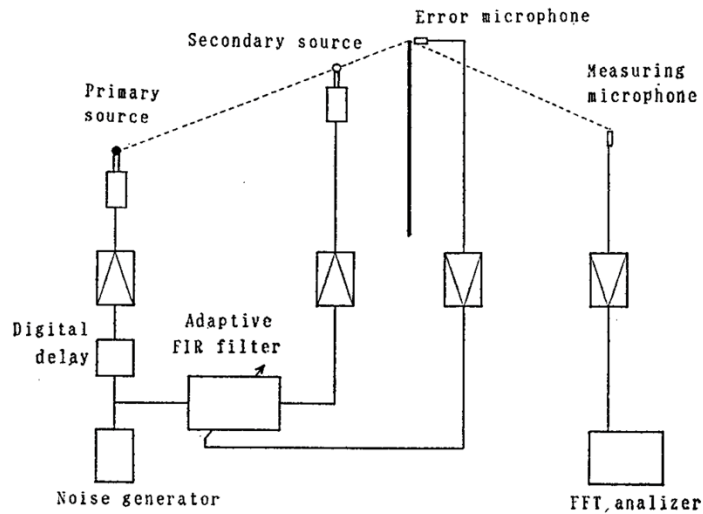 Error microphone
Secondary source
Measuring
microphone
Primary
source
Digital
delay
Adaptive
FIR filter
Noise generator
FFT analizer